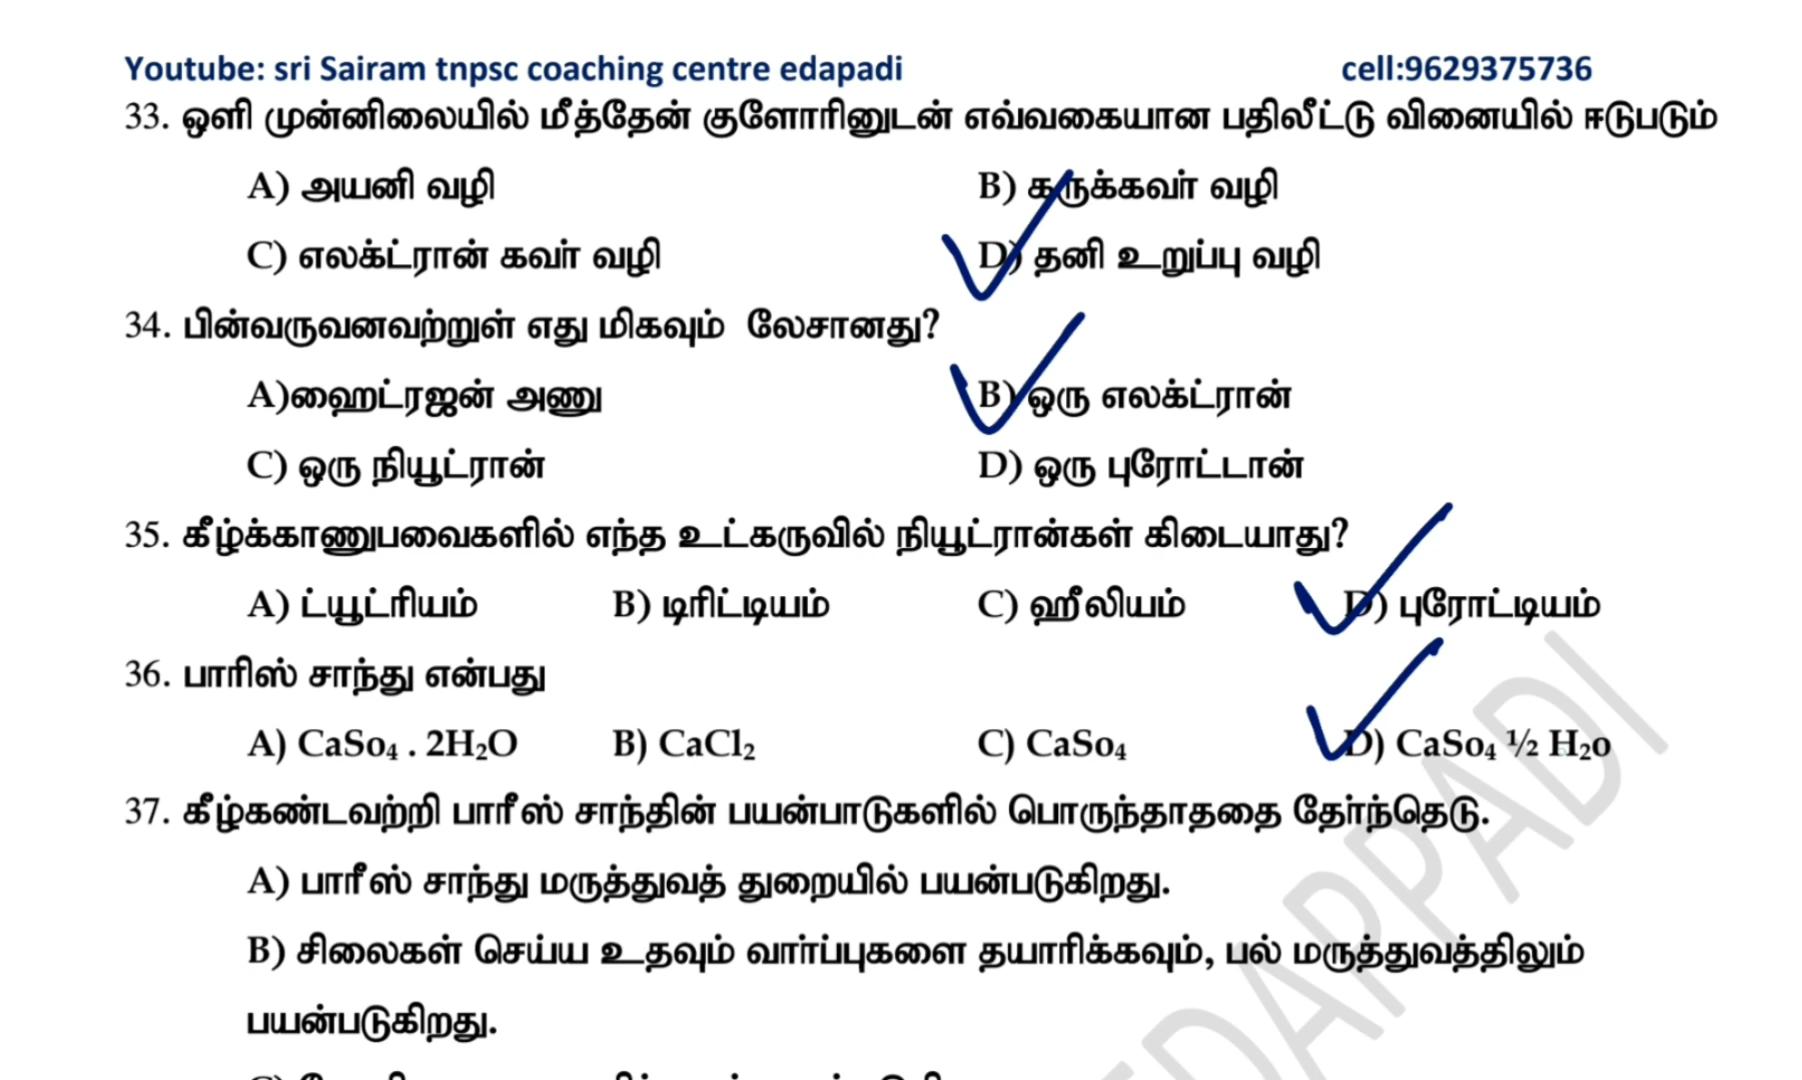 Youtube: sri Sairam tnpsc coaching centre edapadi cell:9629375736
33. ஒளி முன்னிலையில் மீத்தேன் குளோரினுடன் எவ்வகையான பதிலீட்டு வினையில் ஈடுபடும்
A) அயனி வழி B) கருக்கவர் வழி
C) எலக்ட்ரான் கவர் வழி D) தனி உறுப்பு வழி
34. பின்வருவனவற்றுள் எது மிகவும் லேசானது?
A)ஹைட்ரஜன் அணு B) ஒரு எலக்ட்ரான்
C) ஒரு நியூட்ரான் D) ஒரு புரோட்டான்
35. கீழ்க்காணுபவைகளில் எந்த உட்கருவில் நியூட்ரான்கள் கிடையாது?
A) ட்யூட்ரியம் B) டிரிட்டியம் C) ஹீலியம் D) புரோட்டியம்
36. பாரிஸ் சாந்து என்பது
A) CaSo₄ . 2H₂O B) CaCl₂ C) CaSo₄ D) CaSo₄ ½ H₂o
37. கீழ்கண்டவற்றி பாரீஸ் சாந்தின் பயன்பாடுகளில் பொருந்தாததை தேர்ந்தெடு.
A) பாரீஸ் சாந்து மருத்துவத் துறையில் பயன்படுகிறது.
B) சிலைகள் செய்ய உதவும் வார்ப்புகளை தயாரிக்கவும், பல் மருத்துவத்திலும்
பயன்படுகிறது.
EDAPPADI